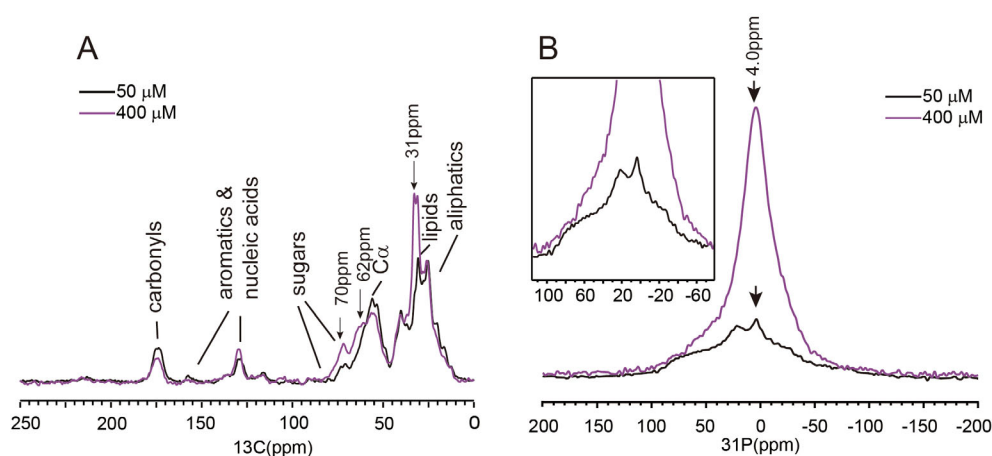 A
50 µM
400 µM
carbonyls
aromatics &
nucleic acids
sugars
70ppm
62ppm
Cα
31ppm
lipids
aliphatics
250 200 150 100 50 0
13C(ppm)
B
4.0ppm
50 µM
400 µM
100 60 20 -20 -60
200 150 100 50 0 -50 -100 -150 -200
31P(ppm)